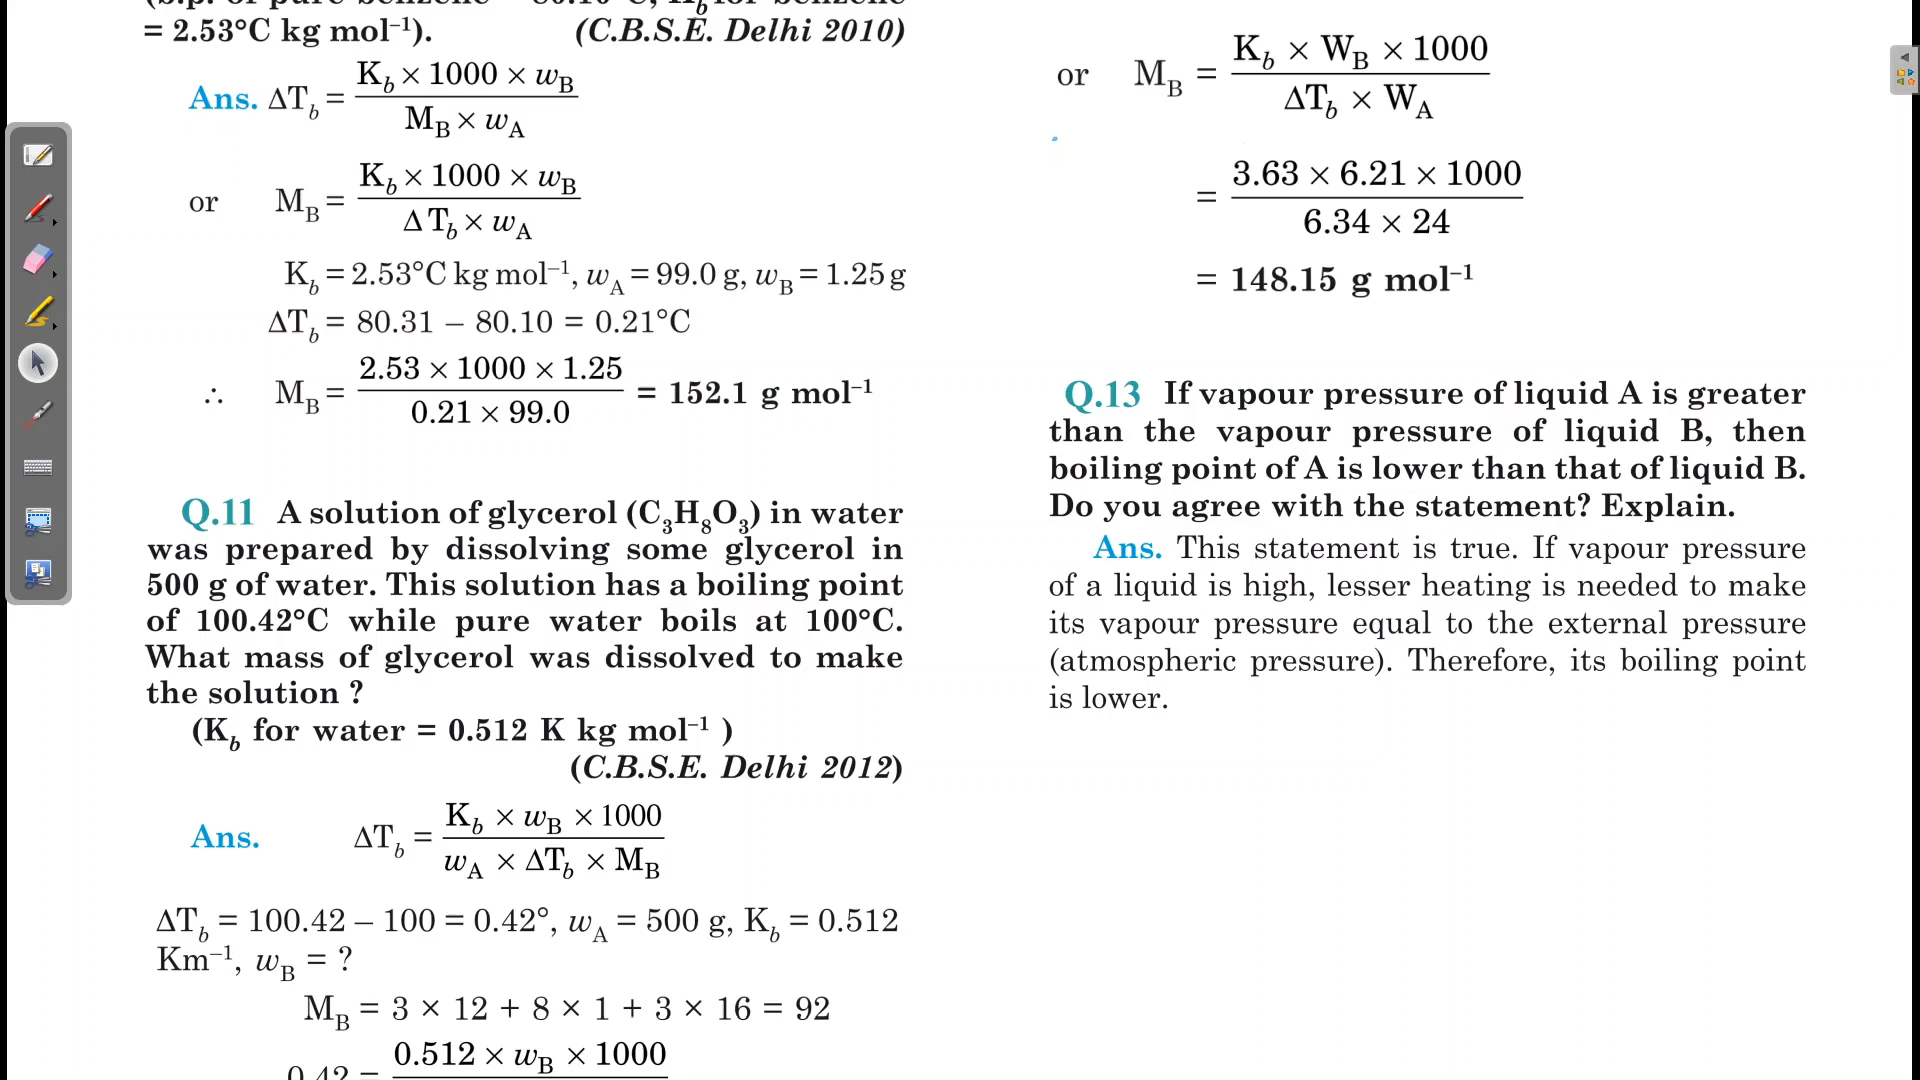 = 2.53°C kg mol⁻¹). (C.B.S.E. Delhi 2010)
Ans. ΔT_b = (K_b × 1000 × w_B) / (M_B × w_A)
or M_B = (K_b × 1000 × w_B) / (Δ T_b × w_A)
K_b = 2.53°C kg mol⁻¹, w_A = 99.0 g, w_B = 1.25 g
ΔT_b = 80.31 – 80.10 = 0.21°C
∴ M_B = (2.53 × 1000 × 1.25) / (0.21 × 99.0) = 152.1 g mol⁻¹
Q.11 A solution of glycerol (C₃H₈O₃) in water
was prepared by dissolving some glycerol in
500 g of water. This solution has a boiling point
of 100.42°C while pure water boils at 100°C.
What mass of glycerol was dissolved to make
the solution ?
(K_b for water = 0.512 K kg mol⁻¹ )
(C.B.S.E. Delhi 2012)
Ans. ΔT_b = (K_b × w_B × 1000) / (w_A × ΔT_b × M_B)
ΔT_b = 100.42 – 100 = 0.42°, w_A = 500 g, K_b = 0.512
Km⁻¹, w_B = ?
M_B = 3 × 12 + 8 × 1 + 3 × 16 = 92
0.42 = 0.512 × w_B × 1000
or M_B = (K_b × W_B × 1000) / (ΔT_b × W_A)
= (3.63 × 6.21 × 1000) / (6.34 × 24)
= 148.15 g mol⁻¹
Q.13 If vapour pressure of liquid A is greater
than the vapour pressure of liquid B, then
boiling point of A is lower than that of liquid B.
Do you agree with the statement? Explain.
Ans. This statement is true. If vapour pressure
of a liquid is high, lesser heating is needed to make
its vapour pressure equal to the external pressure
(atmospheric pressure). Therefore, its boiling point
is lower.